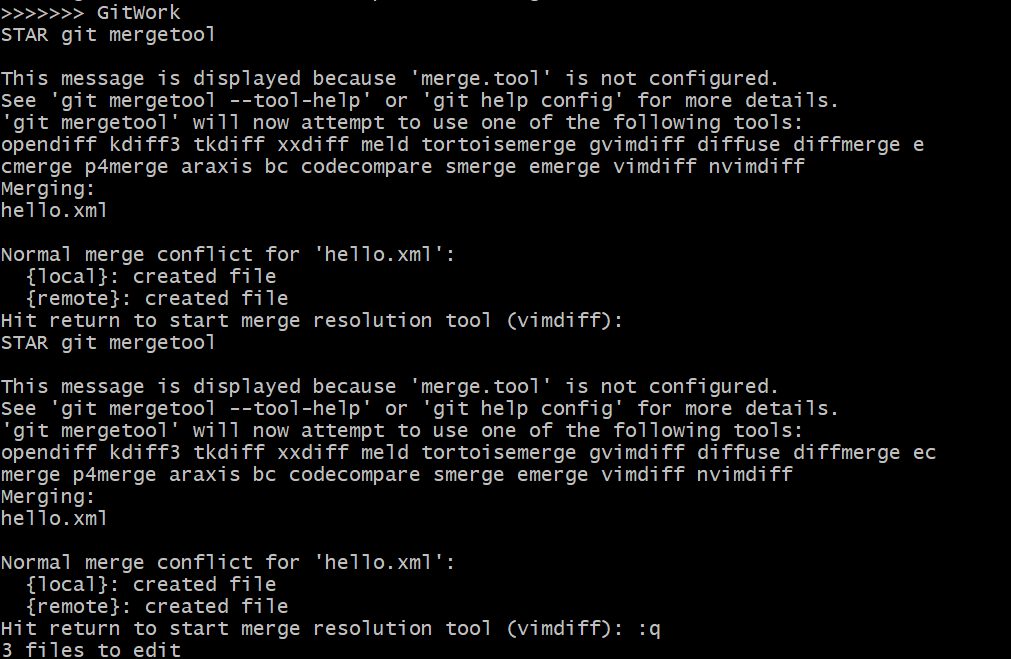 >>>>>>> GitWork
STAR git mergetool
This message is displayed because 'merge.tool' is not configured.
See 'git mergetool --tool-help' or 'git help config' for more details.
'git mergetool' will now attempt to use one of the following tools:
opendiff kdiff3 tkdiff xxdiff meld tortoisemerge gvimdiff diffuse diffmerge e
cmerge p4merge araxis bc codecompare smerge emerge vimdiff nvimdiff
Merging:
hello.xml
Normal merge conflict for 'hello.xml':
  {local}: created file
  {remote}: created file
Hit return to start merge resolution tool (vimdiff):
STAR git mergetool
This message is displayed because 'merge.tool' is not configured.
See 'git mergetool --tool-help' or 'git help config' for more details.
'git mergetool' will now attempt to use one of the following tools:
opendiff kdiff3 tkdiff xxdiff meld tortoisemerge gvimdiff diffuse diffmerge ec
merge p4merge araxis bc codecompare smerge emerge vimdiff nvimdiff
Merging:
hello.xml
Normal merge conflict for 'hello.xml':
  {local}: created file
  {remote}: created file
Hit return to start merge resolution tool (vimdiff): :q
3 files to edit